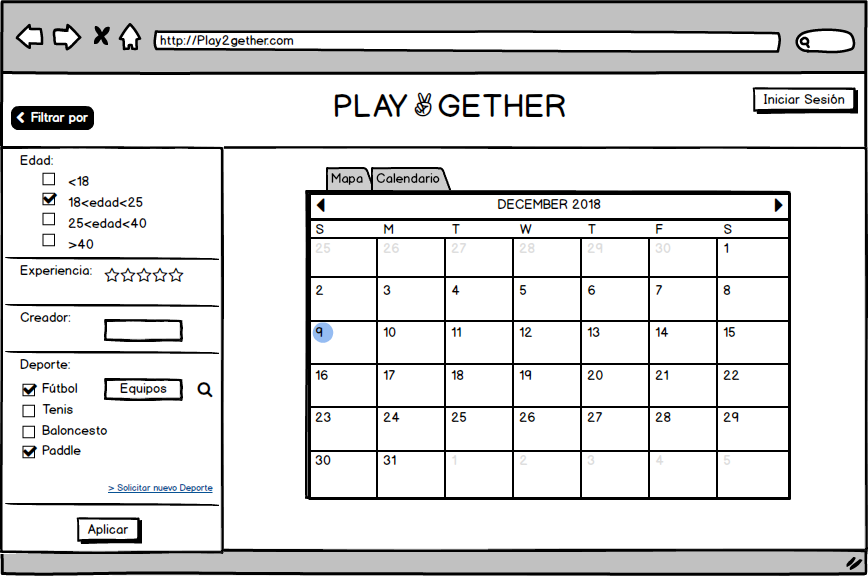 http://Play2gether.com
PLAY✌GETHER
Iniciar Sesión
Filtrar por
Edad:
<18
18<edad<25
25<edad<40
>40
Experiencia:
Creador:
Deporte:
Fútbol Equipos
Tenis
Baloncesto
Paddle
> Solicitar nuevo Deporte
Aplicar
Mapa Calendario
DECEMBER 2018
S M T W T F S
25 26 27 28 29 30 1
2 3 4 5 6 7 8
9 10 11 12 13 14 15
16 17 18 19 20 21 22
23 24 25 26 27 28 29
30 31 1 2 3 4 5